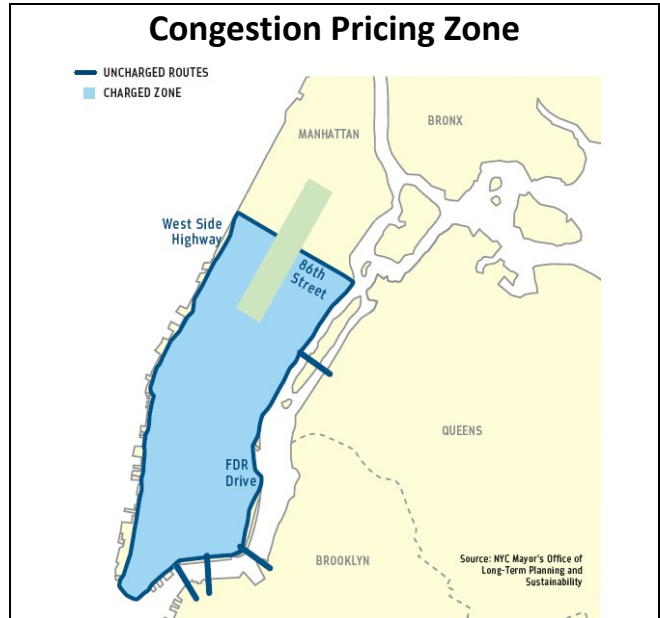 Congestion Pricing Zone
UNCHARGED ROUTES
CHARGED ZONE
BRONX
MANHATTAN
West Side
Highway
86th
Street
QUEENS
FDR
Drive
BROOKLYN
Source: NYC Mayor's Office of
Long-Term Planning and
Sustainability